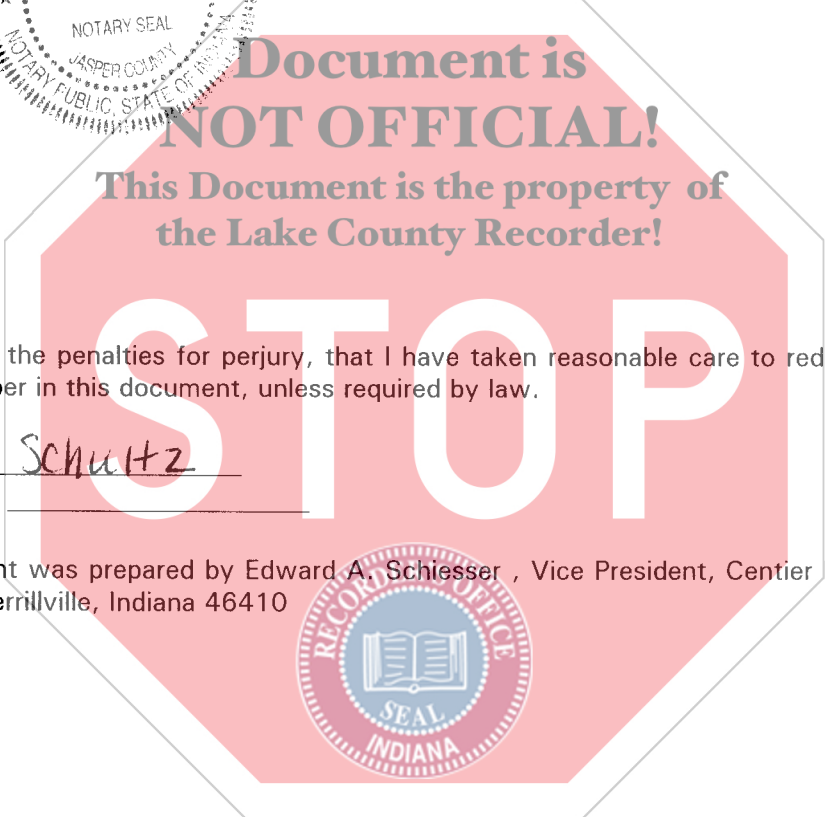 NOTARY SEAL
JASPER COUNTY
NOTARY PUBLIC, STATE OF INDIANA
Document is
NOT OFFICIAL!
This Document is the property of
the Lake County Recorder!
STOP
the penalties for perjury, that I have taken reasonable care to red
er in this document, unless required by law.
Schultz
nt was prepared by Edward A. Schiesser , Vice President, Centier
errillville, Indiana 46410
RECORDER'S OFFICE
SEAL
INDIANA